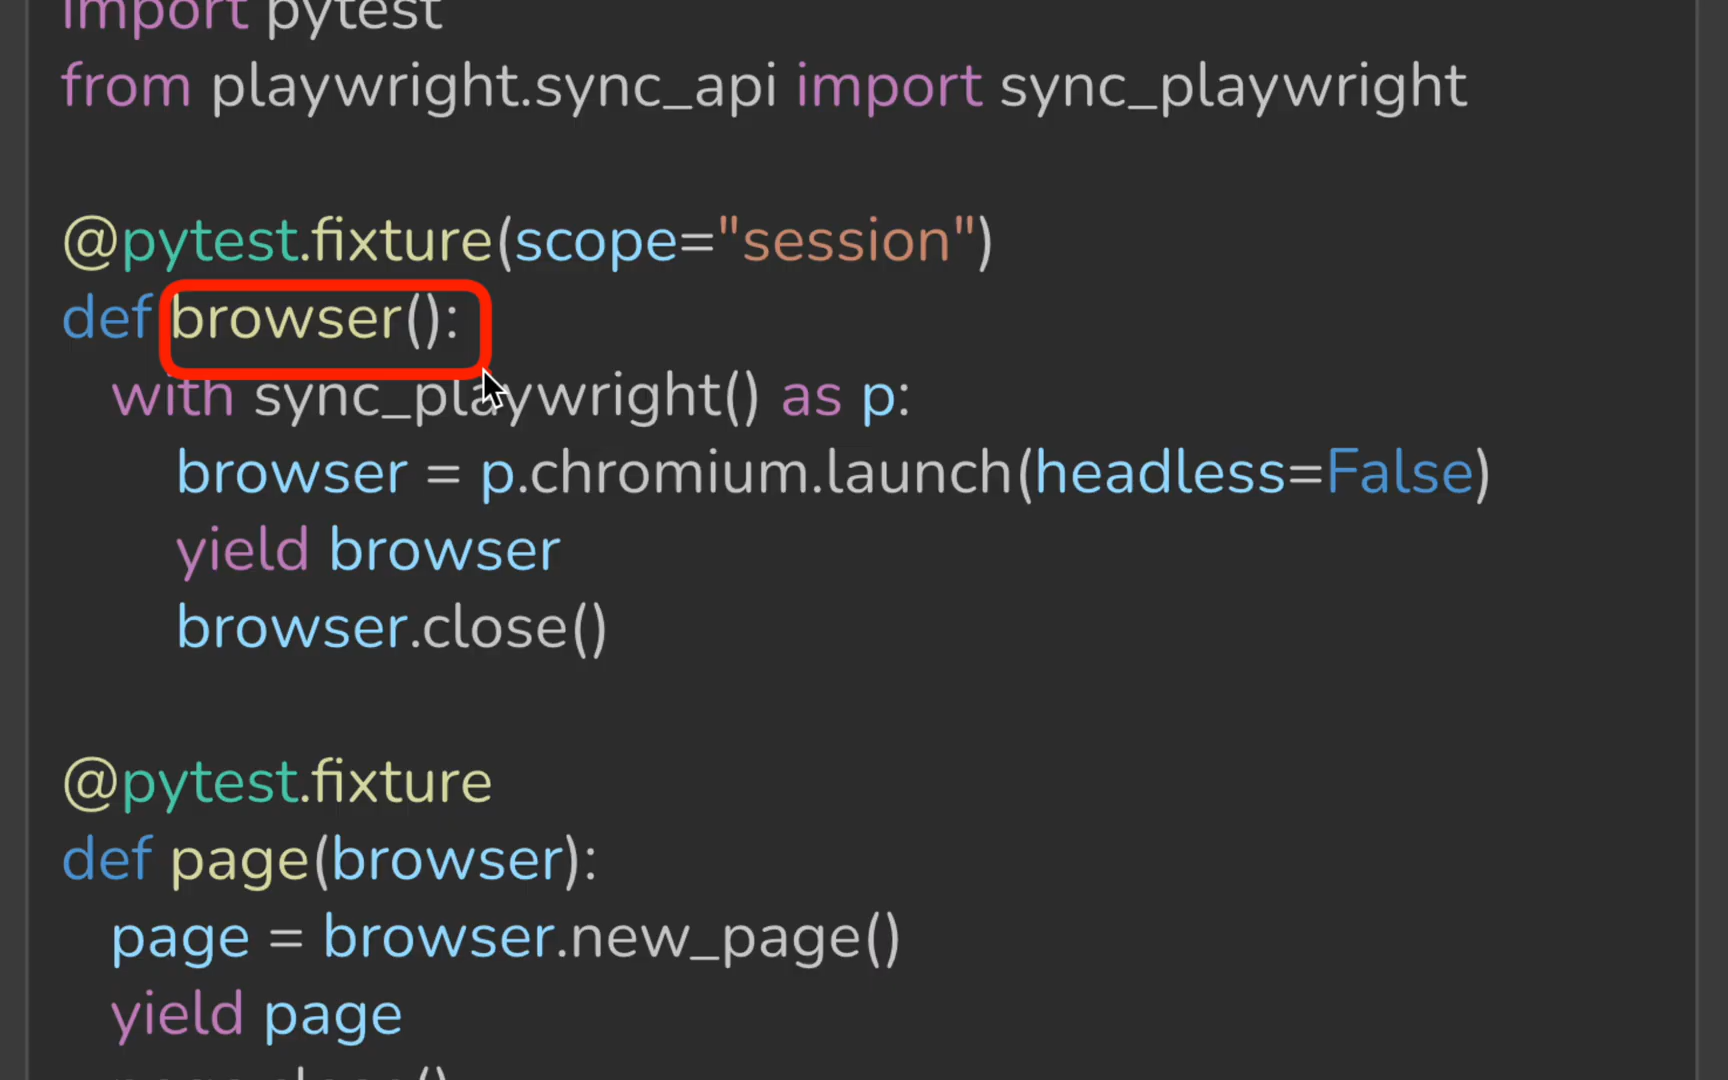 import pytest
from playwright.sync_api import sync_playwright
@pytest.fixture(scope="session")
def browser():
with sync_playwright() as p:
browser = p.chromium.launch(headless=False)
yield browser
browser.close()
@pytest.fixture
def page(browser):
page = browser.new_page()
yield page